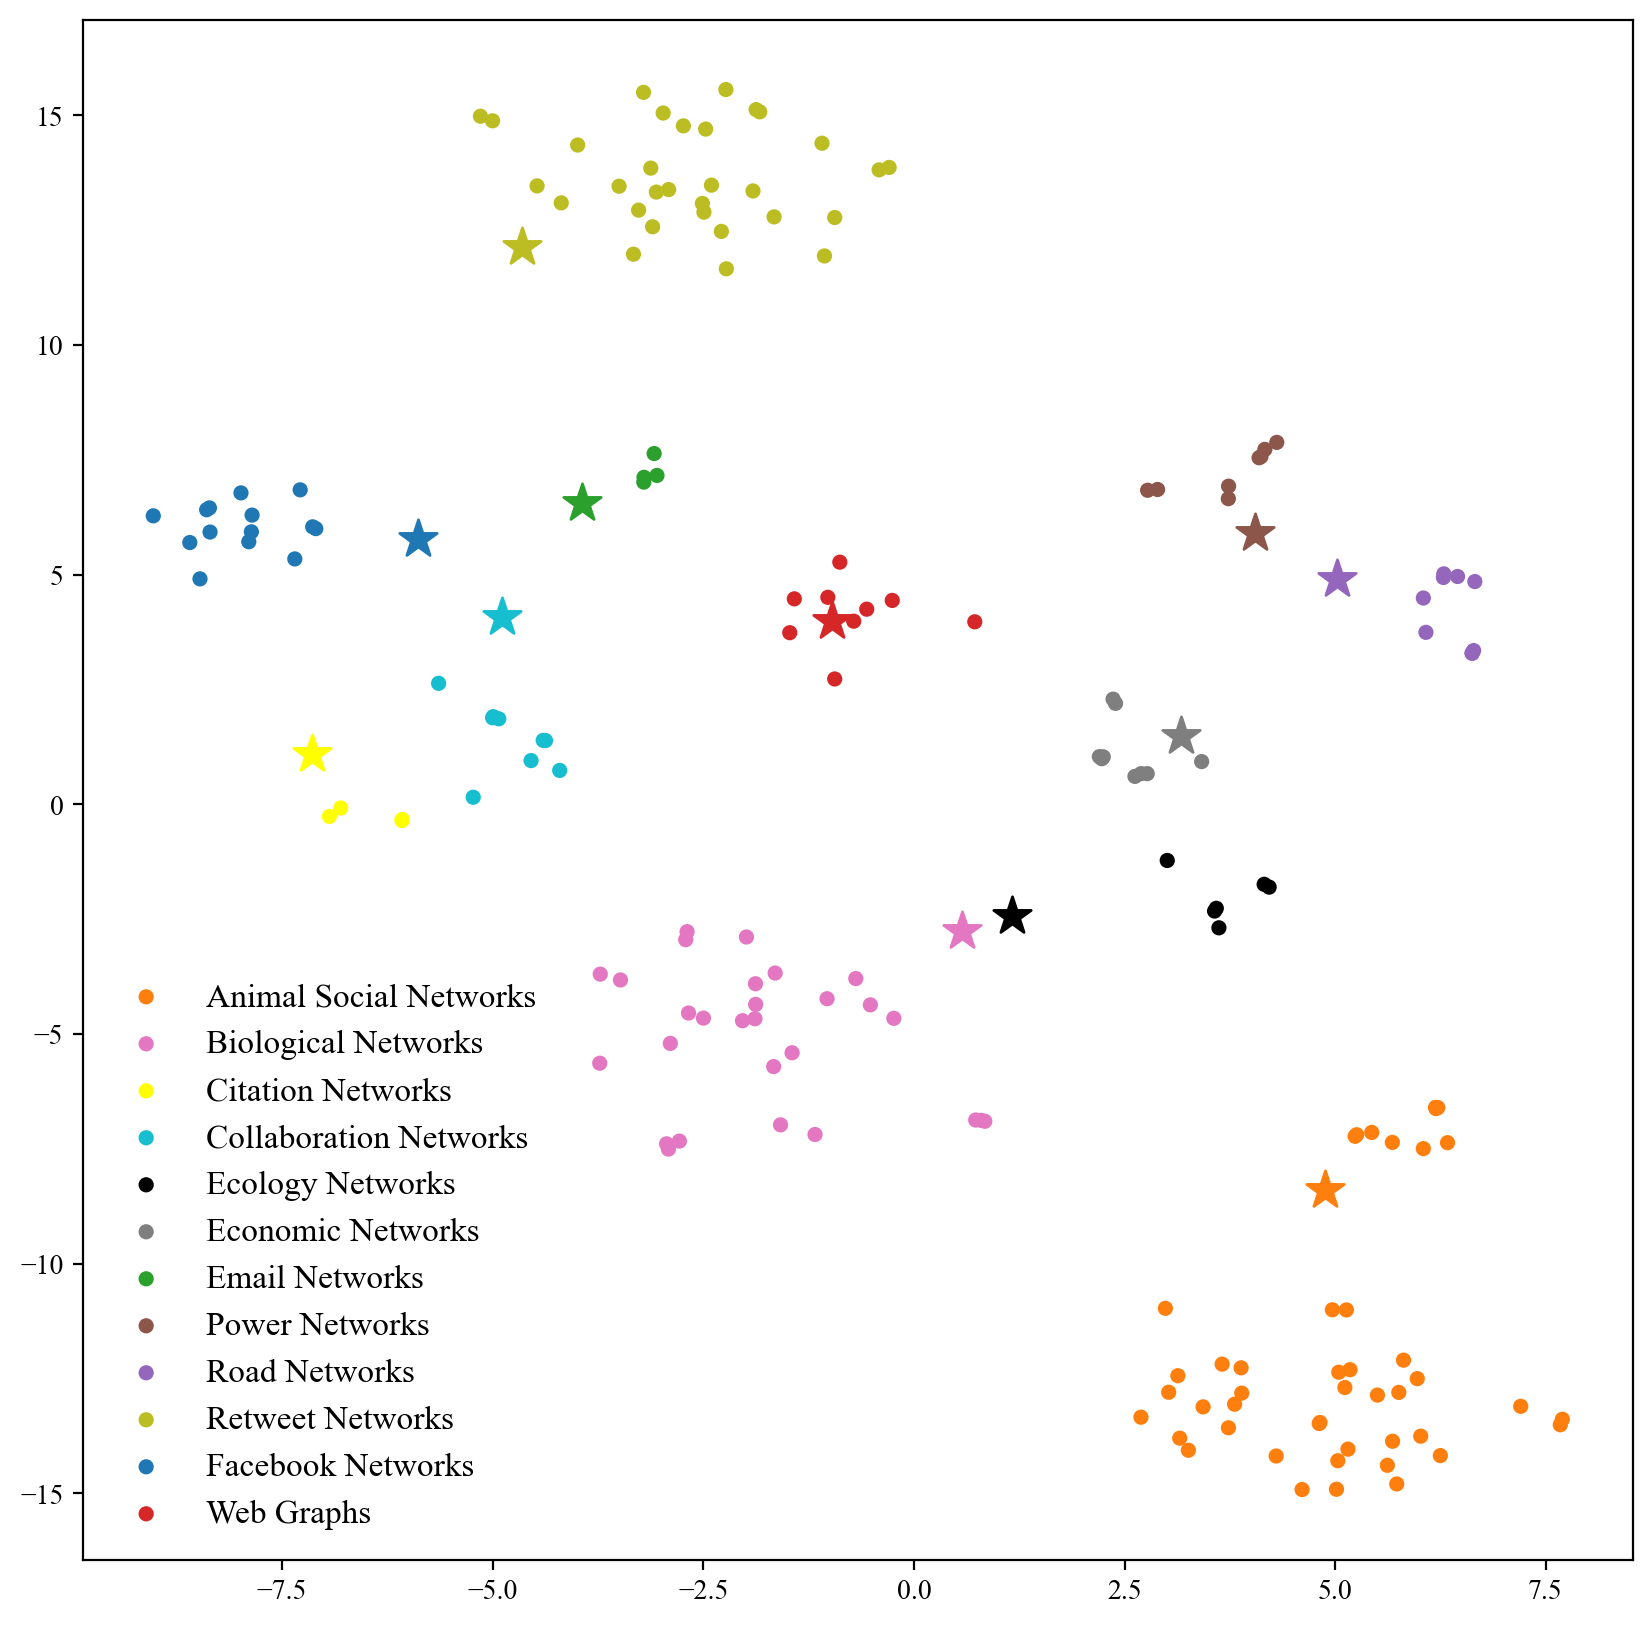 15
10
5
0
−5
−10
−15
Animal Social Networks
Biological Networks
Citation Networks
Collaboration Networks
Ecology Networks
Economic Networks
Email Networks
Power Networks
Road Networks
Retweet Networks
Facebook Networks
Web Graphs
−7.5 −5.0 −2.5 0.0 2.5 5.0 7.5